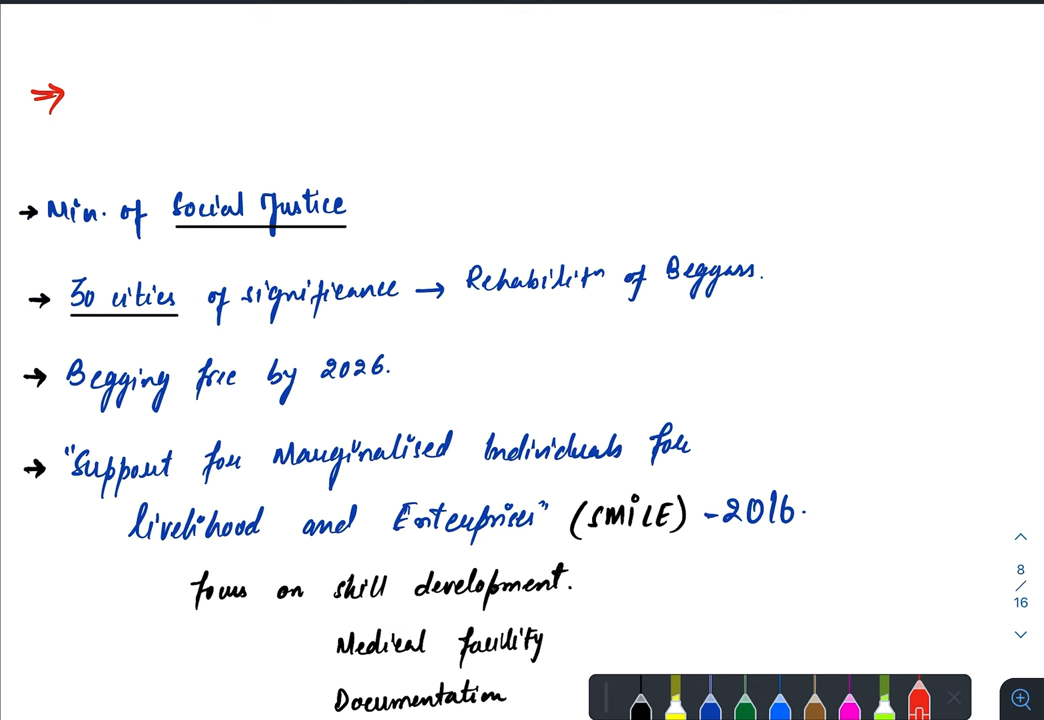 →
→ Min. of Social Justice
→ 30 cities of significance → Rehabilitn of Beggars.
→ Begging free by 2026.
→ "Support for Marginalised Individuals for
livelihood and Enterprises" (SMILE) - 2016.
focus on skill development.
Medical facility
Documentation
8
/
16